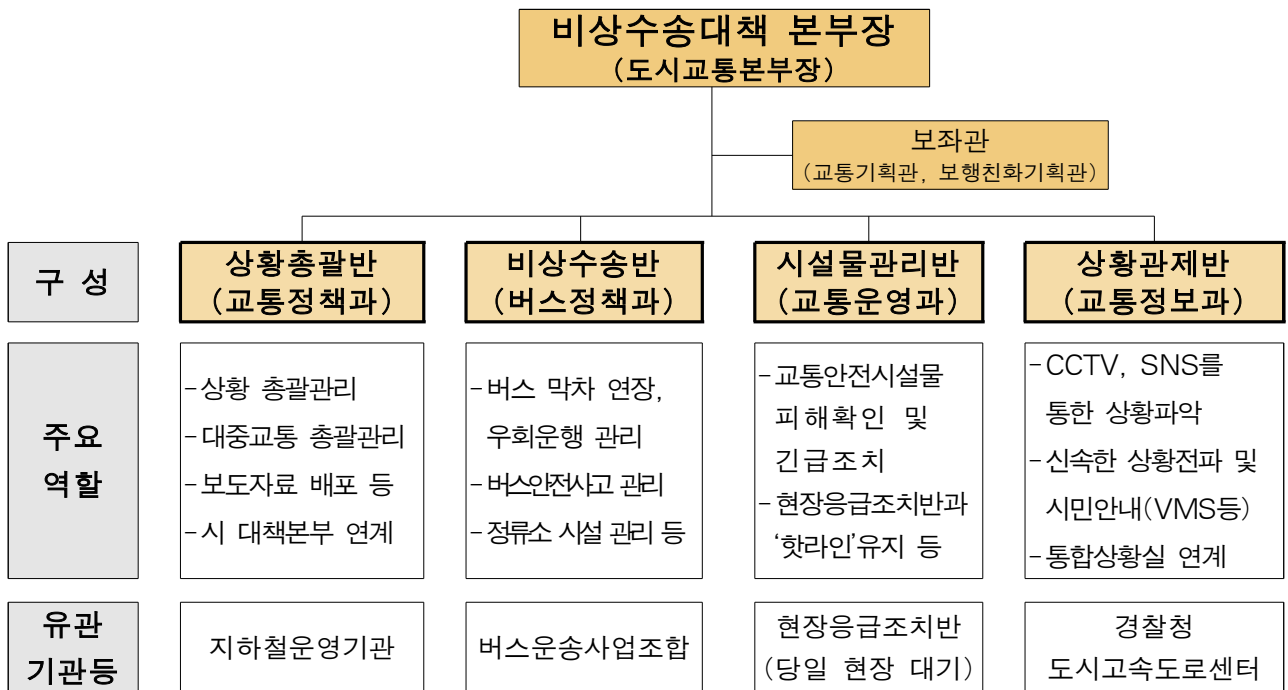 비상수송대책 본부장
(도시교통본부장)
보좌관
(교통기획관, 보행친화기획관)
구 성
상황총괄반
(교통정책과)
비상수송반
(버스정책과)
시설물관리반
(교통운영과)
상황관제반
(교통정보과)
주요
역할
-상황 총괄관리
-대중교통 총괄관리
-보도자료 배포 등
-시 대책본부 연계
-버스 막차 연장,
우회운행 관리
-버스안전사고 관리
-정류소 시설 관리 등
-교통안전시설물
피해확인 및
긴급조치
-현장응급조치반과
‘핫라인’유지 등
-CCTV, SNS를
통한 상황파악
-신속한 상황전파 및
시민안내(VMS등)
-통합상황실 연계
유관
기관등
지하철운영기관
버스운송사업조합
현장응급조치반
(당일 현장 대기)
경찰청
도시고속도로센터